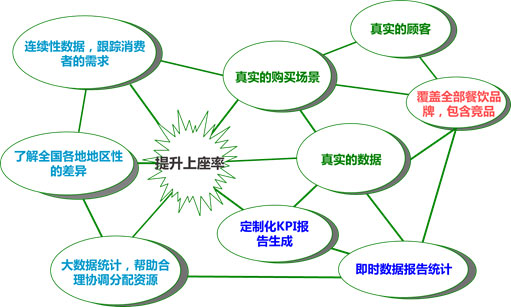 真实的顾客
连续性数据，跟踪消费
者的需求
真实的购买场景
覆盖全部餐饮品
牌，包含竞品
了解全国各地地区性
的差异
提升上座率
真实的数据
定制化KPI报
告生成
大数据统计，帮助合
理协调分配资源
即时数据报告统计